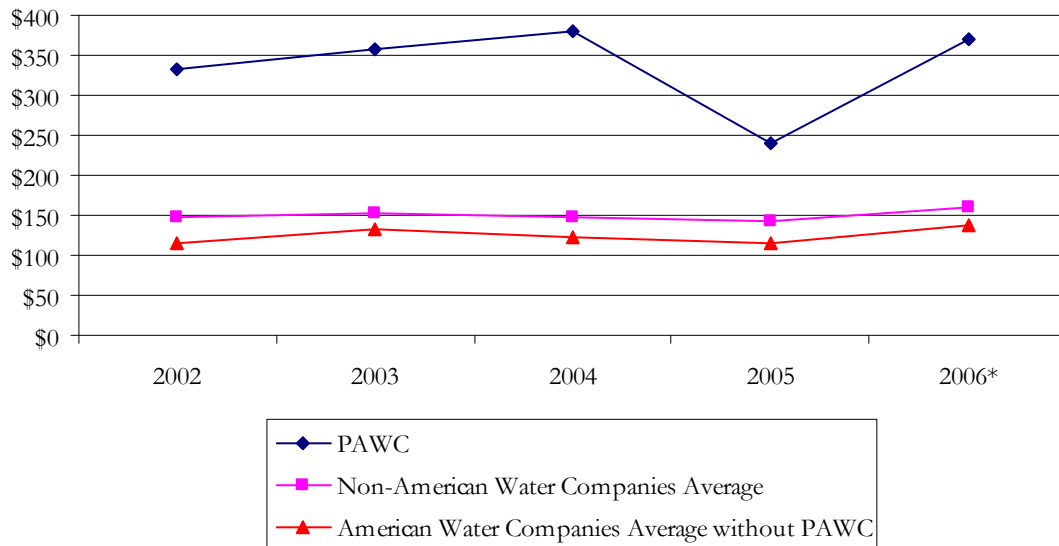 $400
$350
$300
$250
$200
$150
$100
$50
$0
2002 2003 2004 2005 2006*
PAWC
Non-American Water Companies Average
American Water Companies Average without PAWC